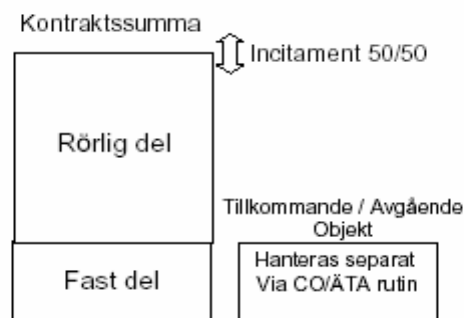 Kontraktssumma
Incitament 50/50
Rörlig del
Tillkommande / Avgående
Objekt
Fast del
Hanteras separat
Via CO/ÄTA rutin